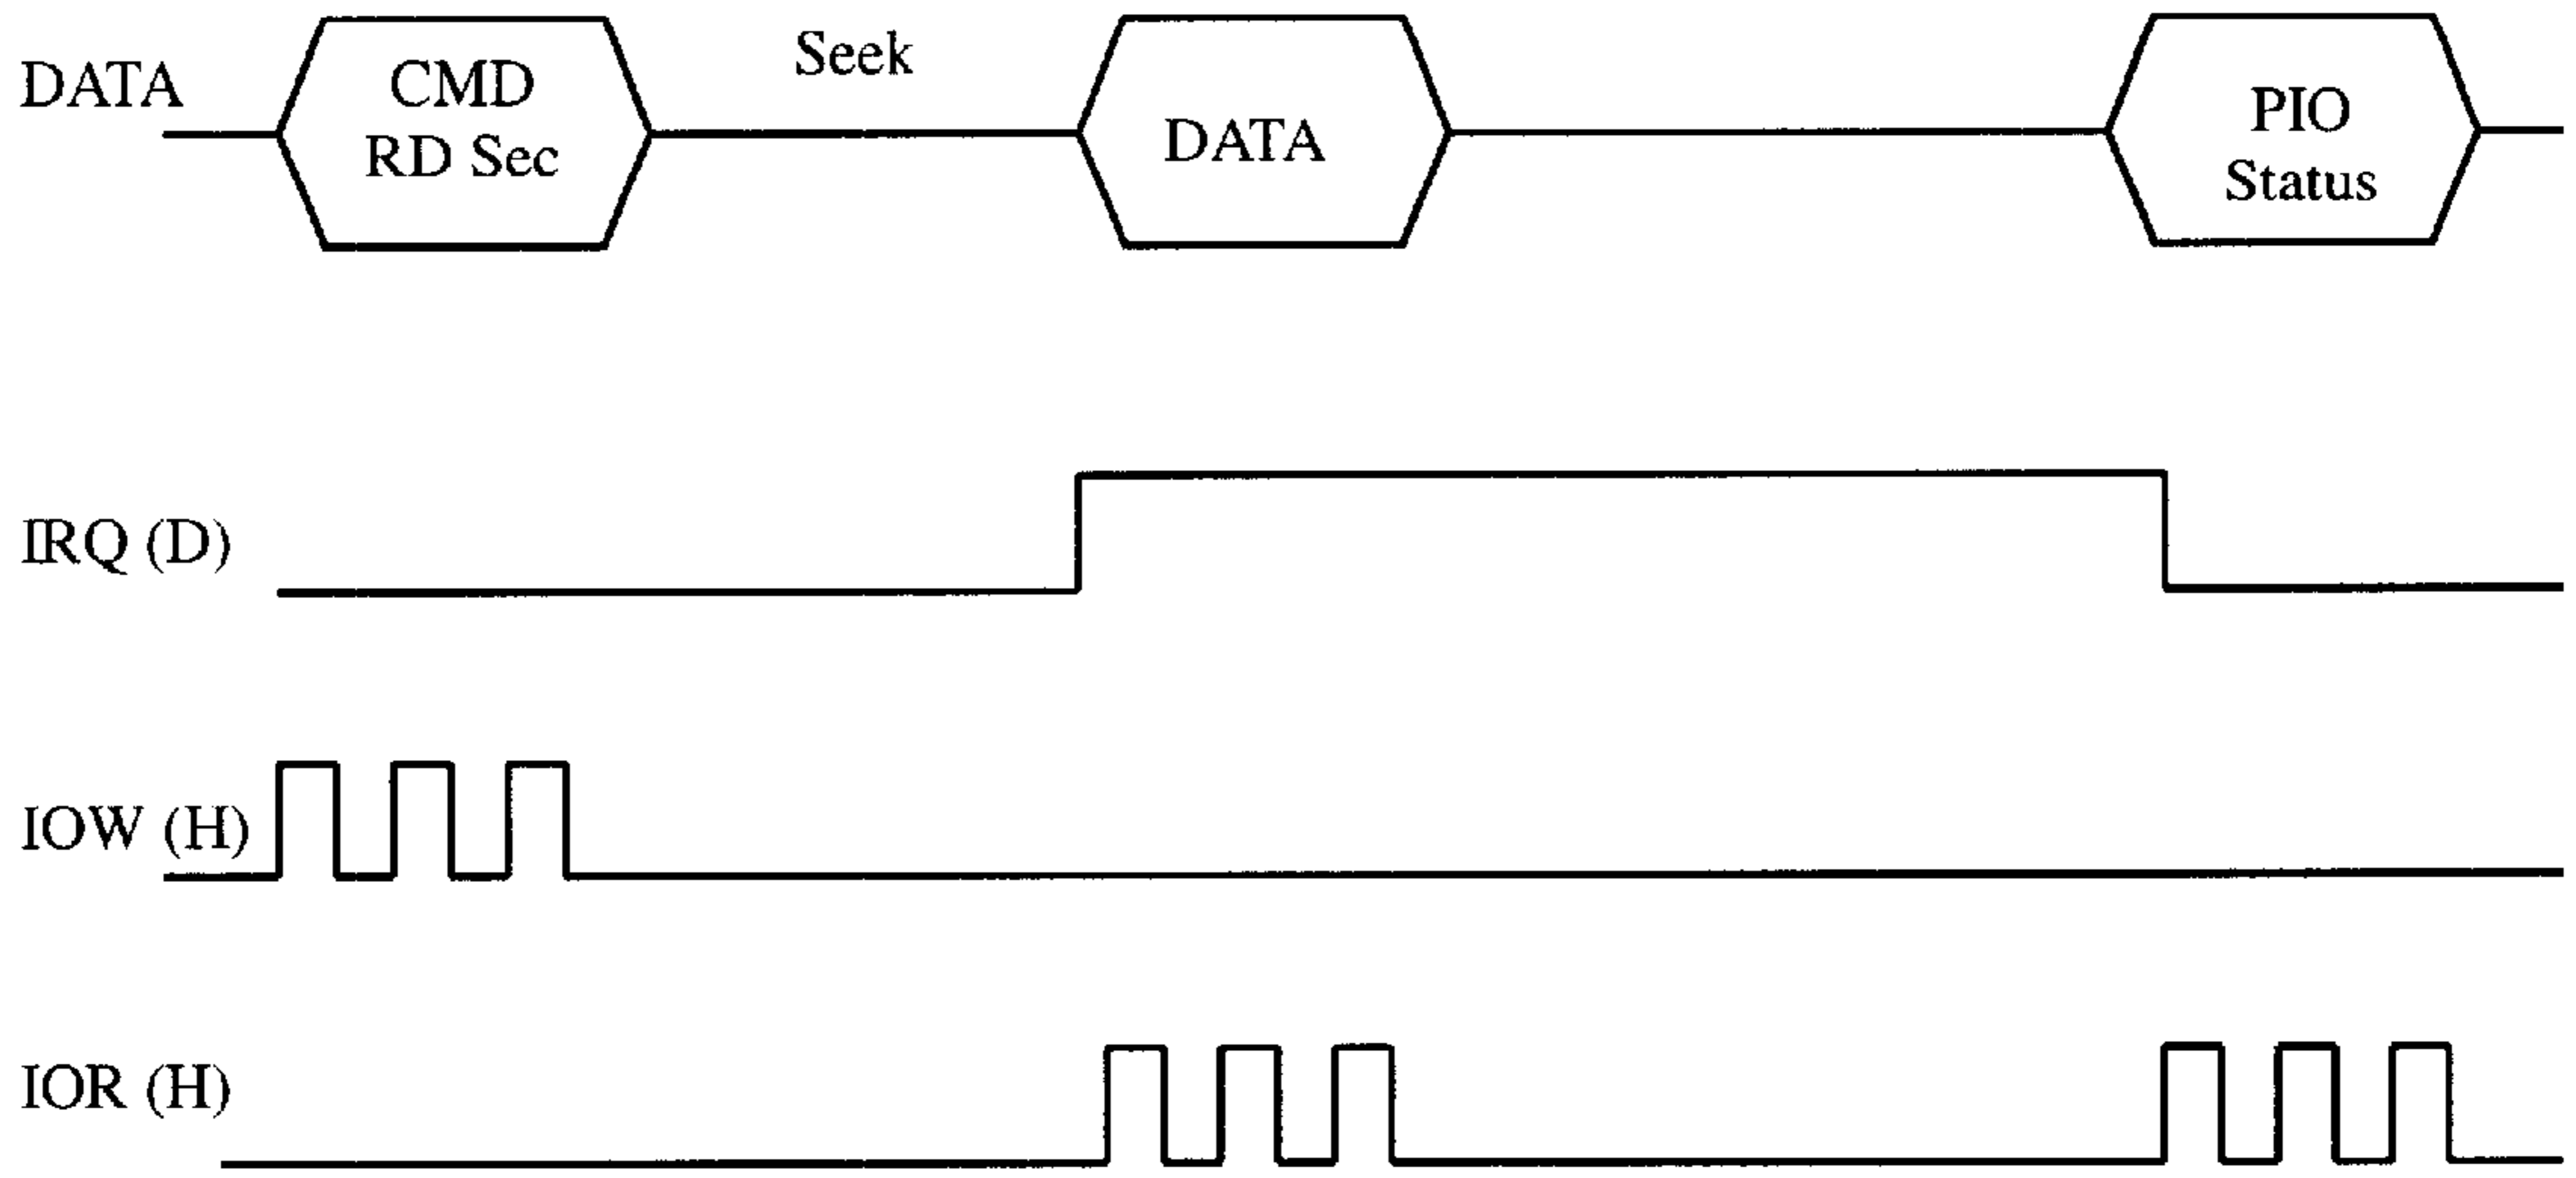 Seek
DATA
CMD
RD Sec
DATA
PIO
Status
IRQ (D)
IOW (H)
IOR (H)